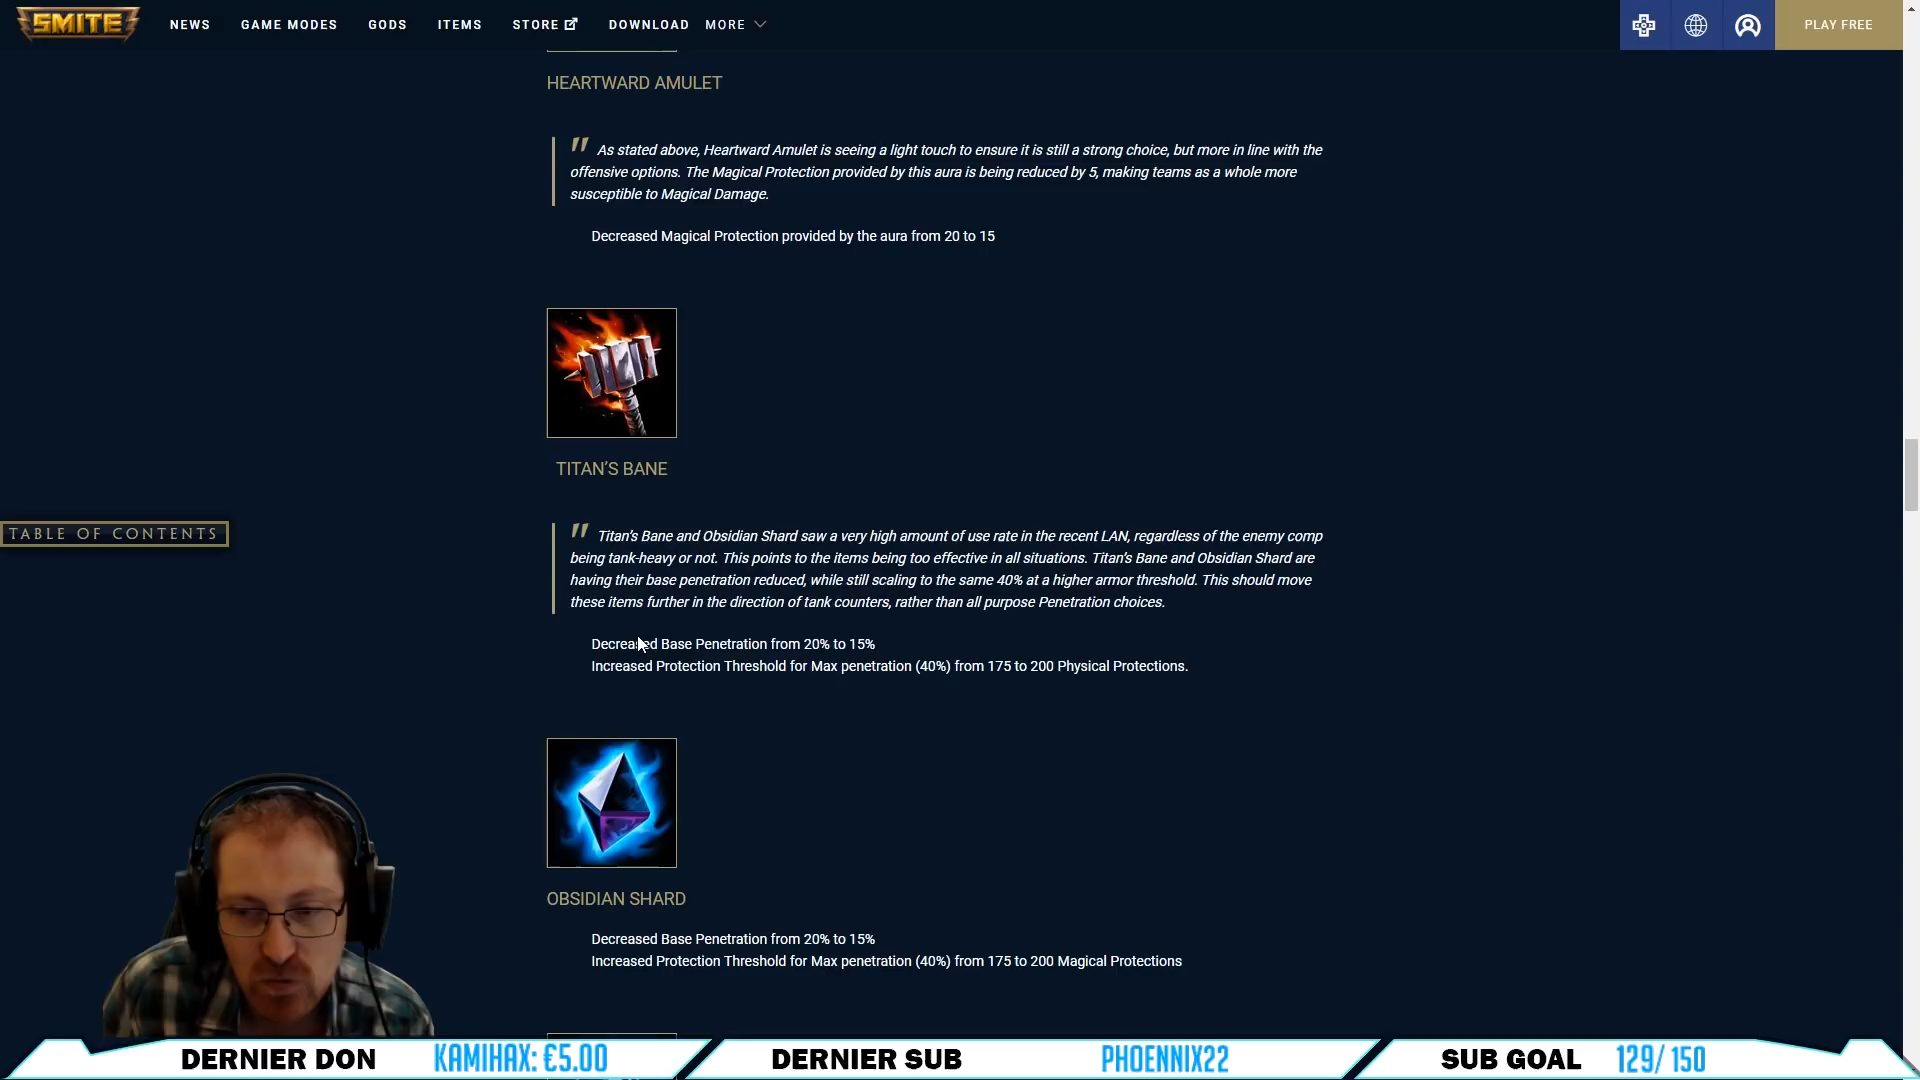 SMITE
NEWS GAME MODES GODS ITEMS STORE DOWNLOAD MORE PLAY FREE
HEARTWARD AMULET
" As stated above, Heartward Amulet is seeing a light touch to ensure it is still a strong choice, but more in line with the
offensive options. The Magical Protection provided by this aura is being reduced by 5, making teams as a whole more
susceptible to Magical Damage.
Decreased Magical Protection provided by the aura from 20 to 15
TITAN’S BANE
" Titan’s Bane and Obsidian Shard saw a very high amount of use rate in the recent LAN, regardless of the enemy comp
being tank-heavy or not. This points to the items being too effective in all situations. Titan’s Bane and Obsidian Shard are
having their base penetration reduced, while still scaling to the same 40% at a higher armor threshold. This should move
these items further in the direction of tank counters, rather than all purpose Penetration choices.
TABLE OF CONTENTS
Decreased Base Penetration from 20% to 15%
Increased Protection Threshold for Max penetration (40%) from 175 to 200 Physical Protections.
OBSIDIAN SHARD
Decreased Base Penetration from 20% to 15%
Increased Protection Threshold for Max penetration (40%) from 175 to 200 Magical Protections
DERNIER DON KAMIHAX: €5.00 DERNIER SUB PHOENNIX22 SUB GOAL 129/ 150